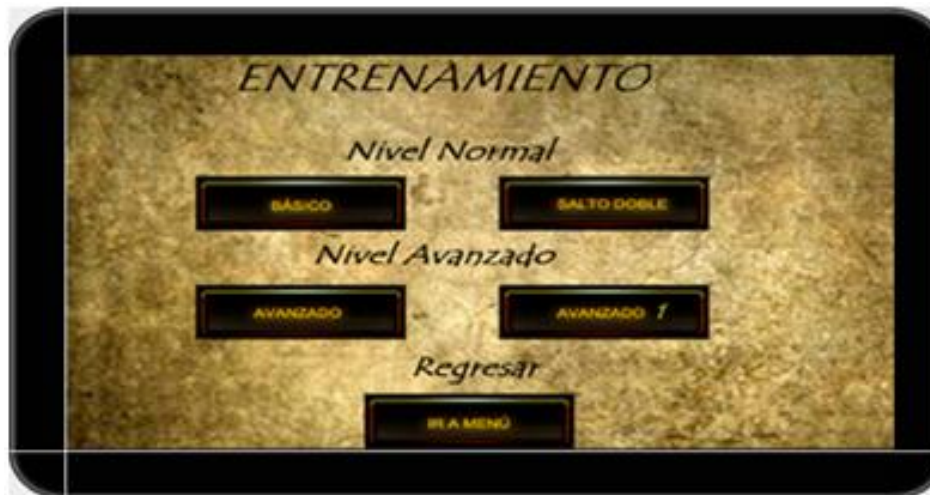 ENTRENAMIENTO
Nivel Normal
BÁSICO SALTO DOBLE
Nivel Avanzado
AVANZADO AVANZADO 1
Regresar
IR A MENÚ